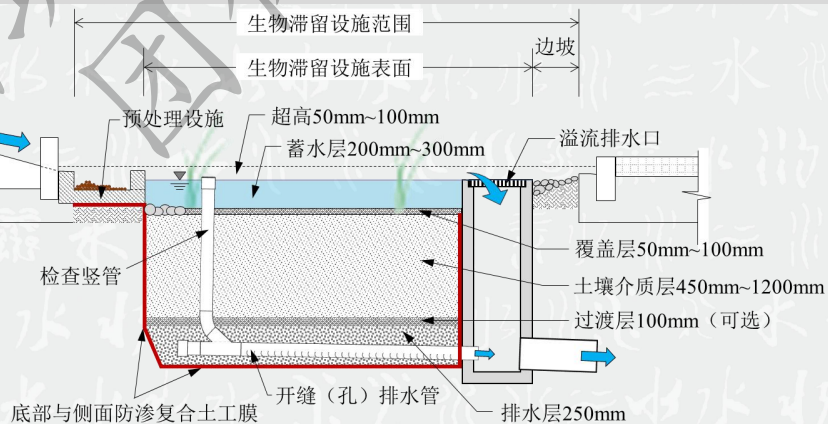 生物滞留设施范围
边坡
生物滞留设施表面
预处理设施
超高50mm~100mm
溢流排水口
蓄水层200mm~300mm
覆盖层50mm~100mm
检查竖管
土壤介质层450mm~1200mm
过渡层100mm（可选）
开缝（孔）排水管
底部与侧面防渗复合土工膜
排水层250mm